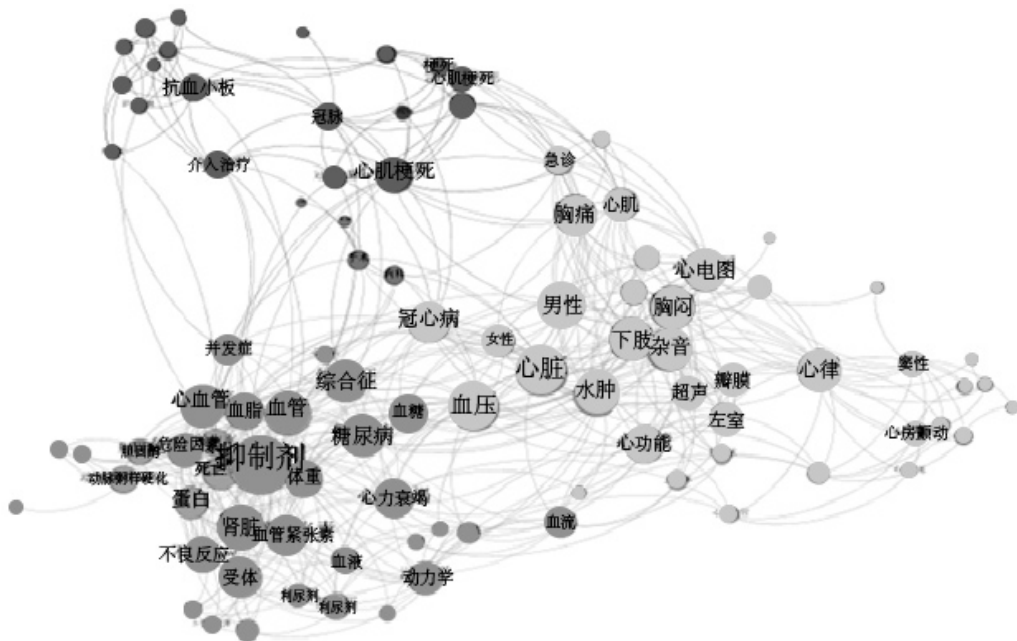 抗血小板
梗死
心肌梗死
冠脉
介入治疗
心肌梗死
急诊
胸痛
心肌
心电图
冠心病
男性
胸闷
女性
下肢
杂音
并发症
心脏
心律
窦性
综合征
水肿
超声
瓣膜
心血管
血脂
血管
血糖
血压
左室
心房颤动
糖尿病
心功能
胆固醇
危险因素
抑制剂
死亡
体重
动脉粥样硬化
蛋白
心力衰竭
肾脏
血管紧张素
血流
不良反应
血液
受体
动力学
利尿剂
利尿剂